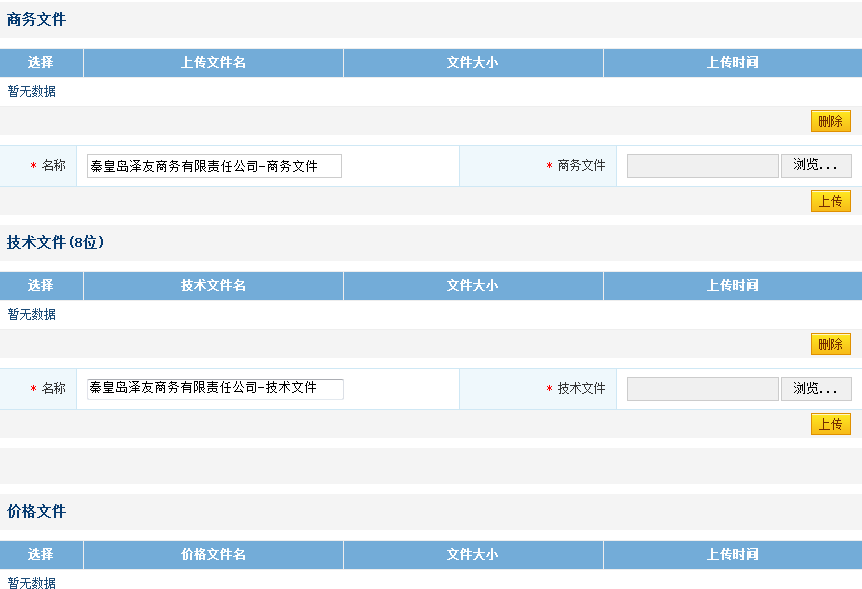 商务文件
选择 上传文件名 文件大小 上传时间
暂无数据
删除
* 名称 秦皇岛泽友商务有限责任公司-商务文件 * 商务文件 浏览...
上传
技术文件(8位)
选择 技术文件名 文件大小 上传时间
暂无数据
删除
* 名称 秦皇岛泽友商务有限责任公司-技术文件 * 技术文件 浏览...
上传
价格文件
选择 价格文件名 文件大小 上传时间
暂无数据